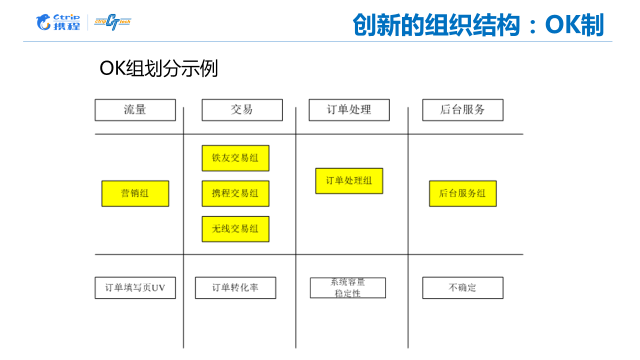 Ctrip
携程
创新的组织结构：OK制
OK组划分示例
流量
交易
订单处理
后台服务
营销组
铁友交易组
携程交易组
无线交易组
订单处理组
后台服务组
订单填写页UV
订单转化率
系统容量
稳定性
不确定